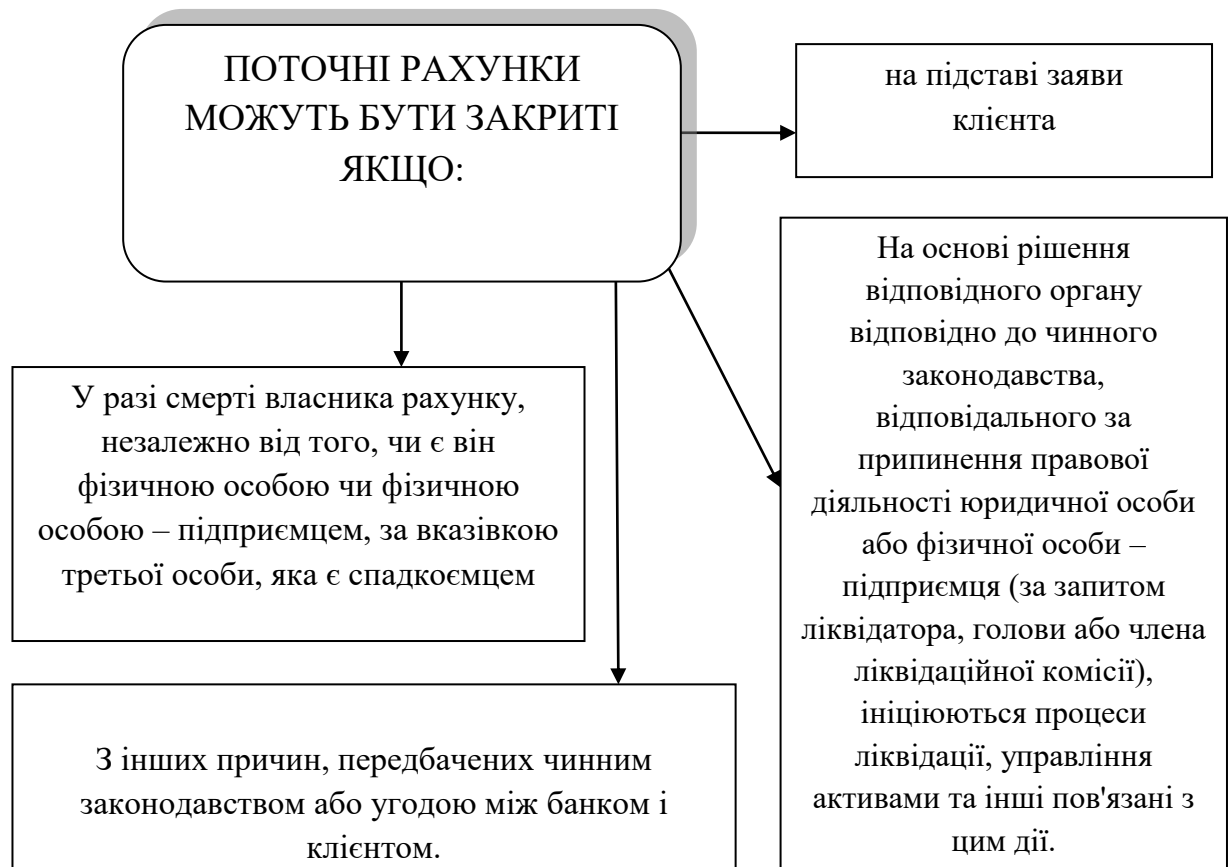 ПОТОЧНІ РАХУНКИ
МОЖУТЬ БУТИ ЗАКРИТІ
ЯКЩО:
на підставі заяви
клієнта
На основі рішення
відповідного органу
відповідно до чинного
законодавства,
відповідального за
припинення правової
діяльності юридичної особи
або фізичної особи –
підприємця (за запитом
ліквідатора, голови або члена
ліквідаційної комісії),
ініціюються процеси
ліквідації, управління
активами та інші пов'язані з
цим дії.
У разі смерті власника рахунку,
незалежно від того, чи є він
фізичною особою чи фізичною
особою – підприємцем, за вказівкою
третьої особи, яка є спадкоємцем
З інших причин, передбачених чинним
законодавством або угодою між банком і
клієнтом.